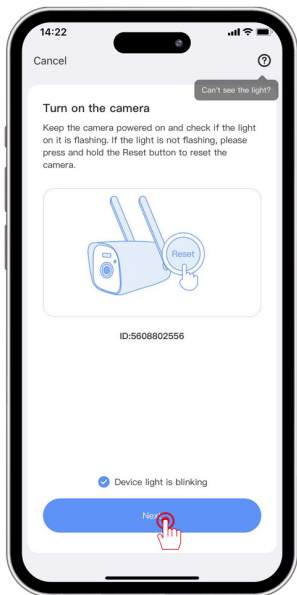 14:22
Cancel
?
Can't see the light?
Turn on the camera
Keep the camera powered on and check if the light
on it is flashing. If the light is not flashing, please
press and hold the Reset button to reset the
camera.
Reset
ID:5608802556
Device light is blinking
Next